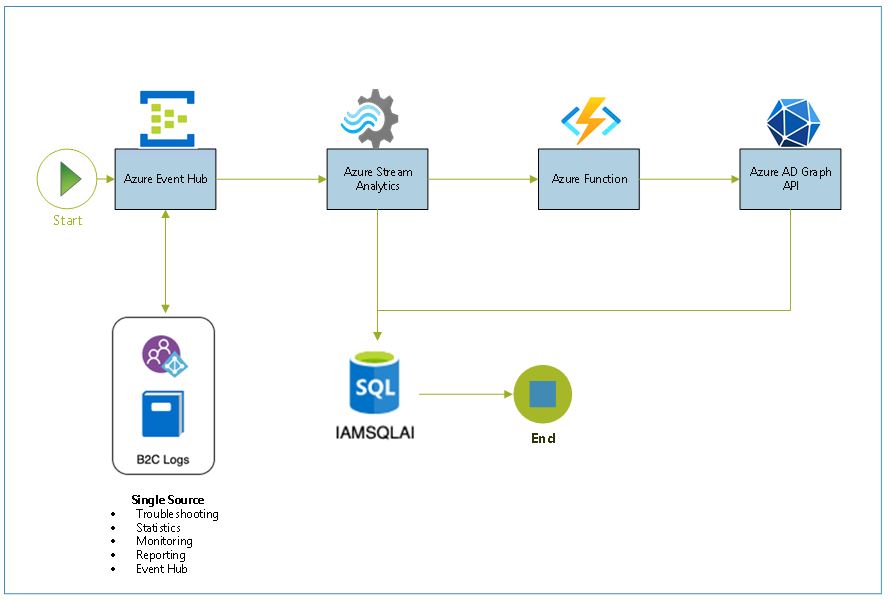 Azure Event Hub
Azure Stream
Analytics
Azure Function
Azure AD Graph
API
Start
SQL
IAMSQLAI
End
B2C Logs
Single Source
• Troubleshooting
• Statistics
• Monitoring
• Reporting
• Event Hub